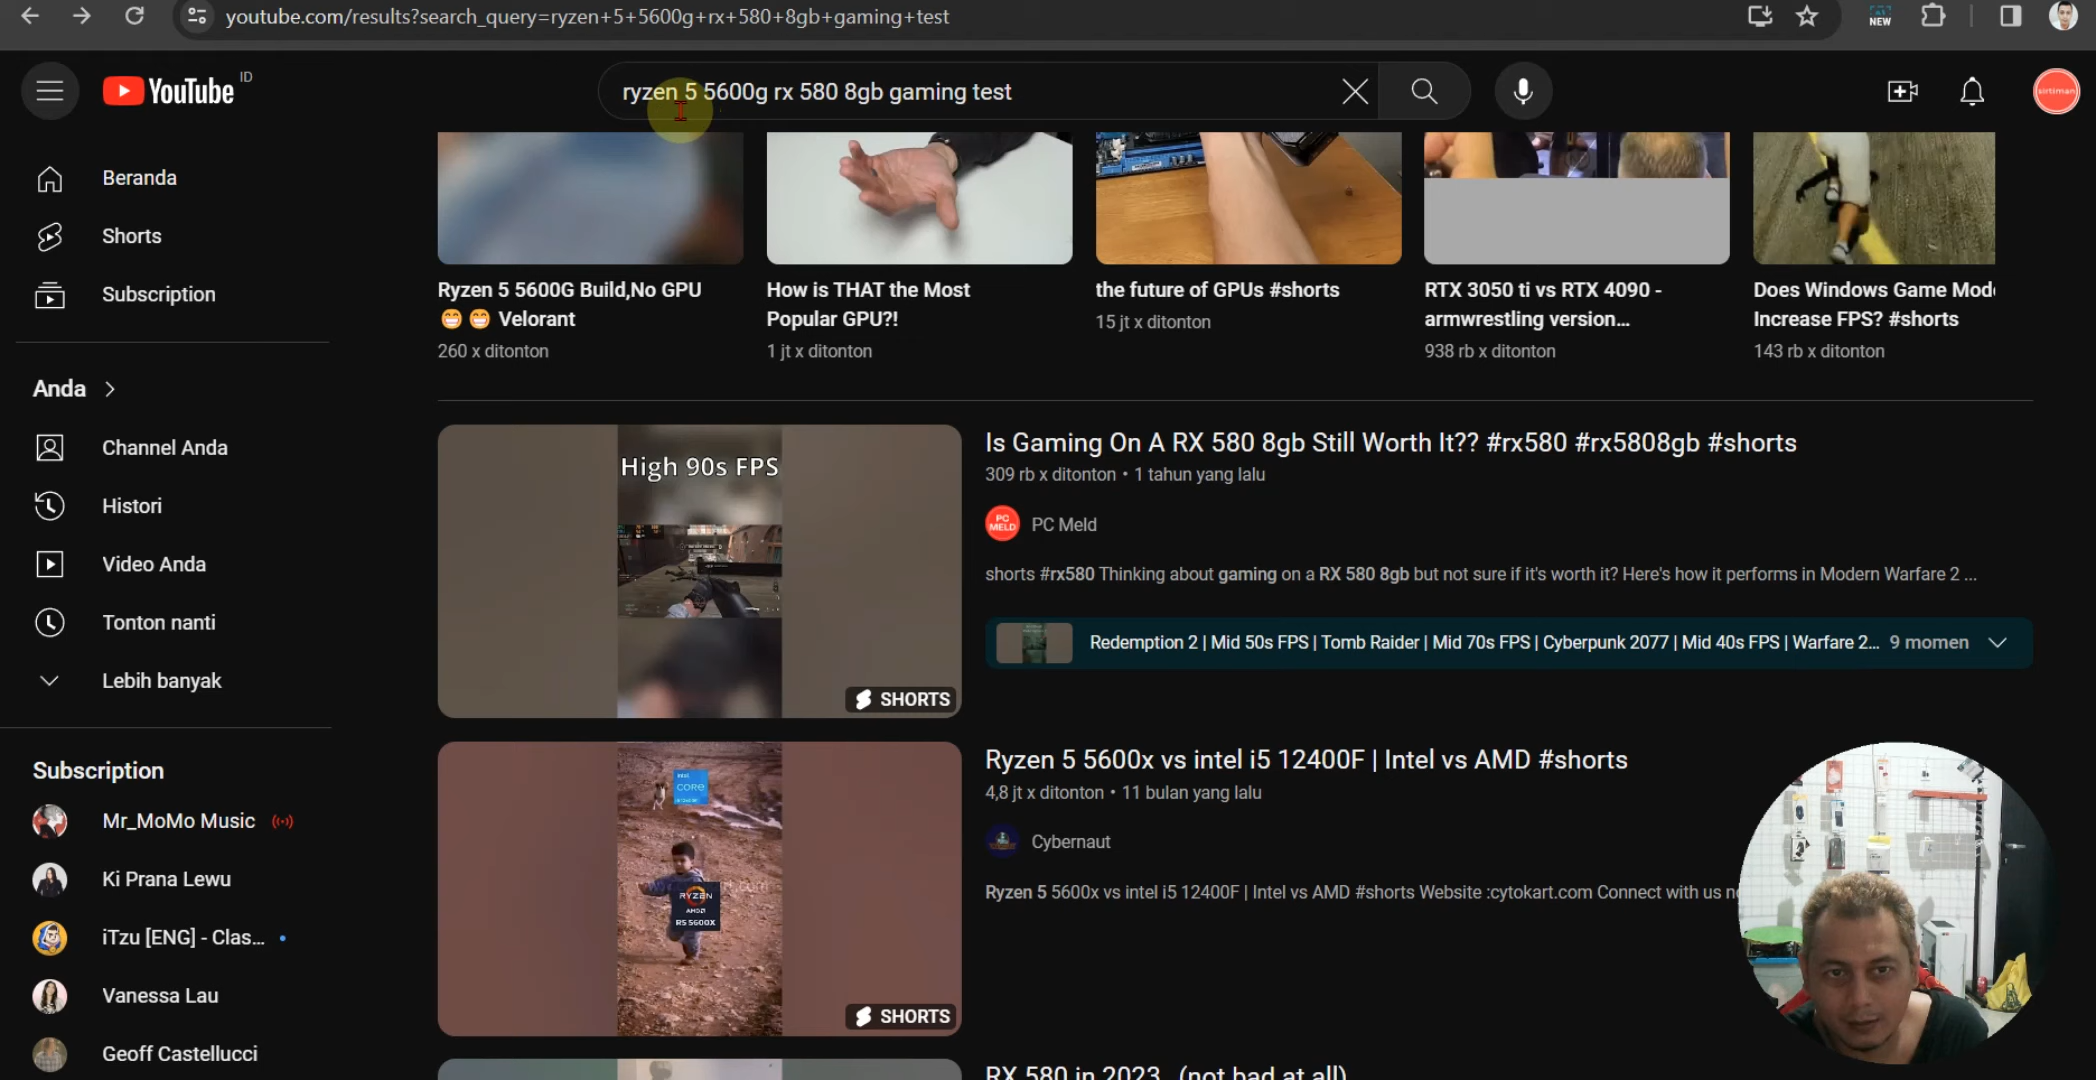 youtube.com/results?search_query=ryzen+5+5600g+rx+580+8gb+gaming+test
NEW
YouTube ID
ryzen 5 5600g rx 580 8gb gaming test
sirtiman
Beranda
Shorts
Subscription
Anda
Channel Anda
Histori
Video Anda
Tonton nanti
Lebih banyak
Subscription
Mr_MoMo Music
Ki Prana Lewu
iTzu [ENG] - Clas...
Vanessa Lau
Geoff Castellucci
Ryzen 5 5600G Build,No GPU
😁 😁 Velorant
260 x ditonton
How is THAT the Most
Popular GPU?!
1 jt x ditonton
the future of GPUs #shorts
15 jt x ditonton
RTX 3050 ti vs RTX 4090 -
armwrestling version...
938 rb x ditonton
Does Windows Game Mode
Increase FPS? #shorts
143 rb x ditonton
High 90s FPS
SHORTS
Is Gaming On A RX 580 8gb Still Worth It?? #rx580 #rx5808gb #shorts
309 rb x ditonton • 1 tahun yang lalu
PC MELD
PC Meld
shorts #rx580 Thinking about gaming on a RX 580 8gb but not sure if it's worth it? Here's how it performs in Modern Warfare 2 ...
Redemption 2 | Mid 50s FPS | Tomb Raider | Mid 70s FPS | Cyberpunk 2077 | Mid 40s FPS | Warfare 2... 9 momen
intel
CORE
RYZEN
AMD
R5 5600X
SHORTS
Ryzen 5 5600x vs intel i5 12400F | Intel vs AMD #shorts
4,8 jt x ditonton • 11 bulan yang lalu
Cybernaut
Ryzen 5 5600x vs intel i5 12400F | Intel vs AMD #shorts Website :cytokart.com Connect with us
RX 580 in 2023.. (not bad at all)